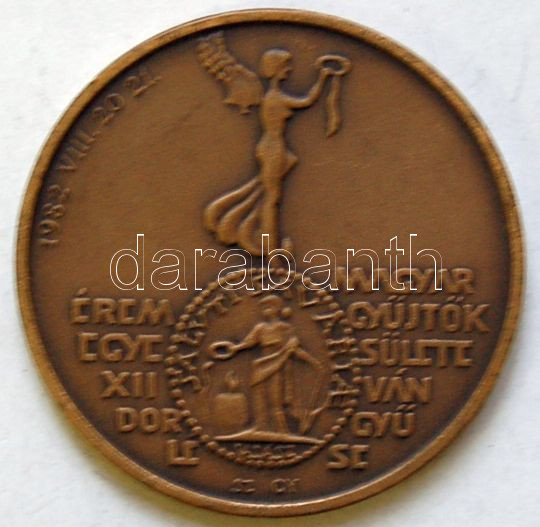 1982 VIII. 20 21.
MAGYAR
ÉREM GYŰJTŐK
EGYE SÜLETE
XII VÁN
DOR GYŰ
LE SE
darabanth